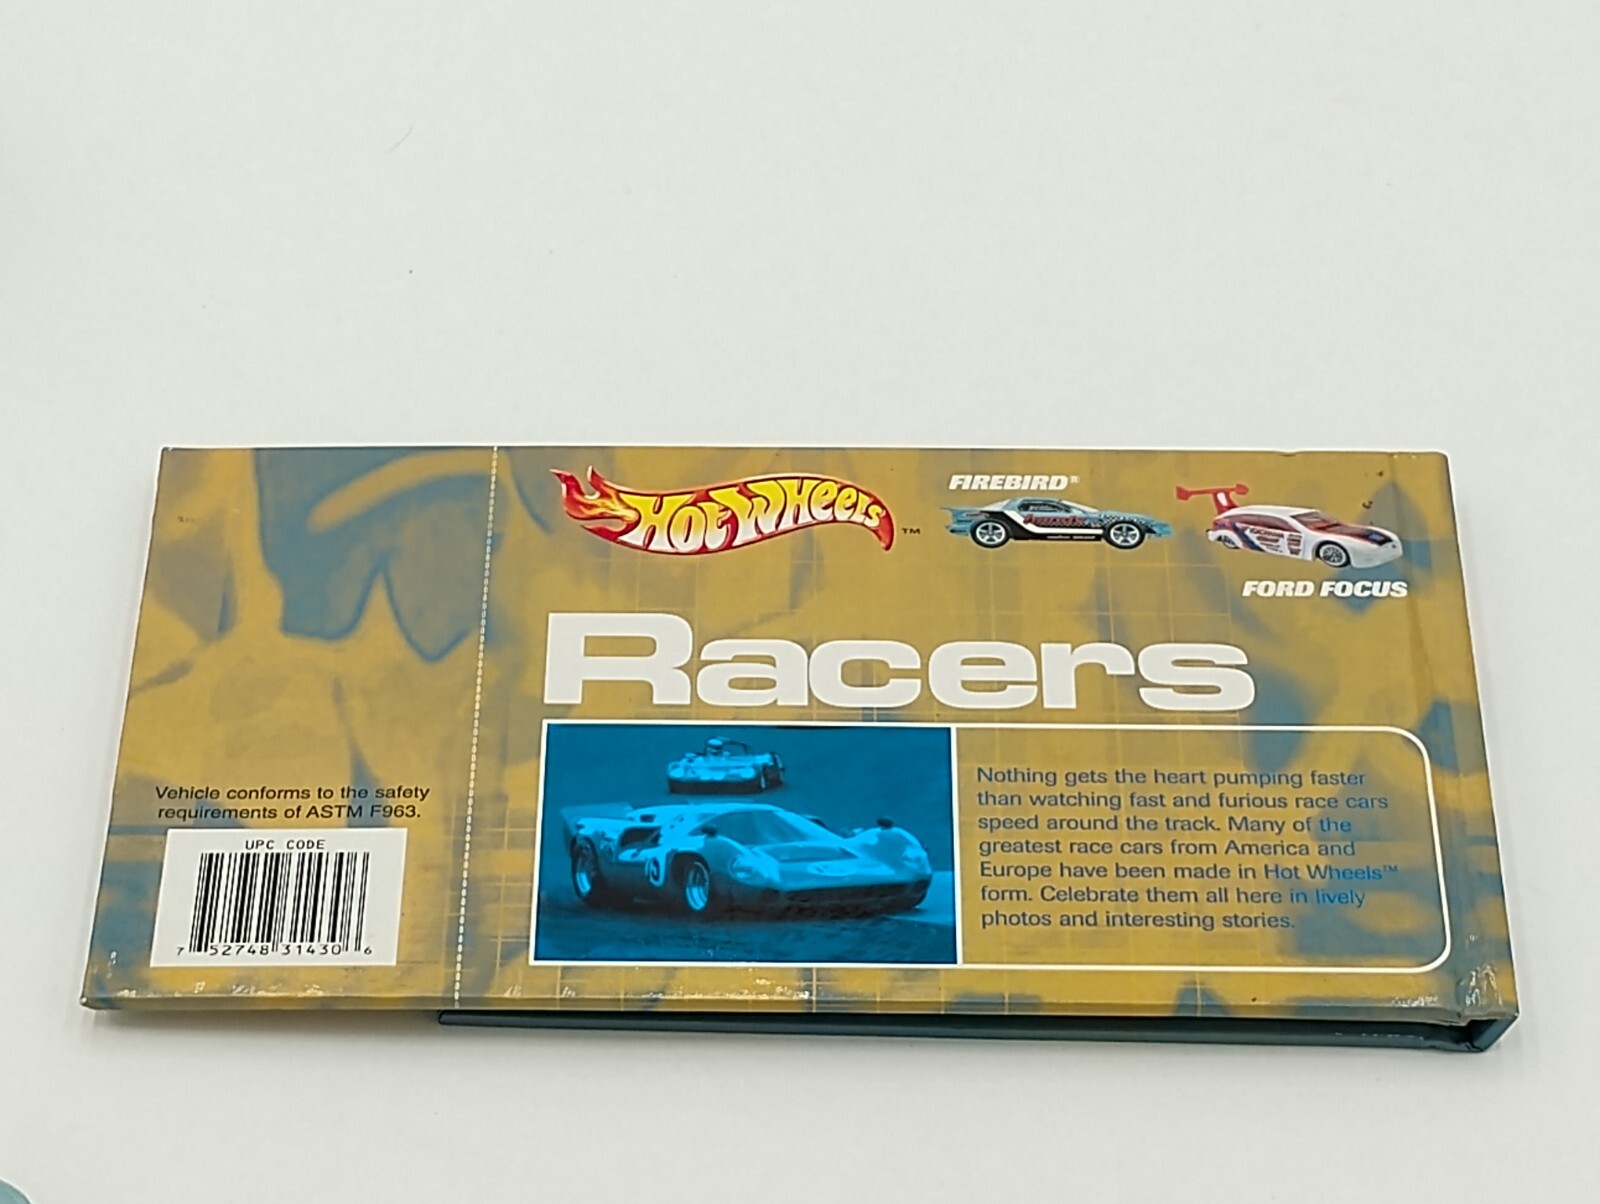 Hot Wheels™
FIREBIRD®
FORD FOCUS
Racers
Nothing gets the heart pumping faster
than watching fast and furious race cars
speed around the track. Many of the
greatest race cars from America and
Europe have been made in Hot Wheels™
form. Celebrate them all here in lively
photos and interesting stories.
Vehicle conforms to the safety
requirements of ASTM F963.
UPC CODE
7 52748 31430 6